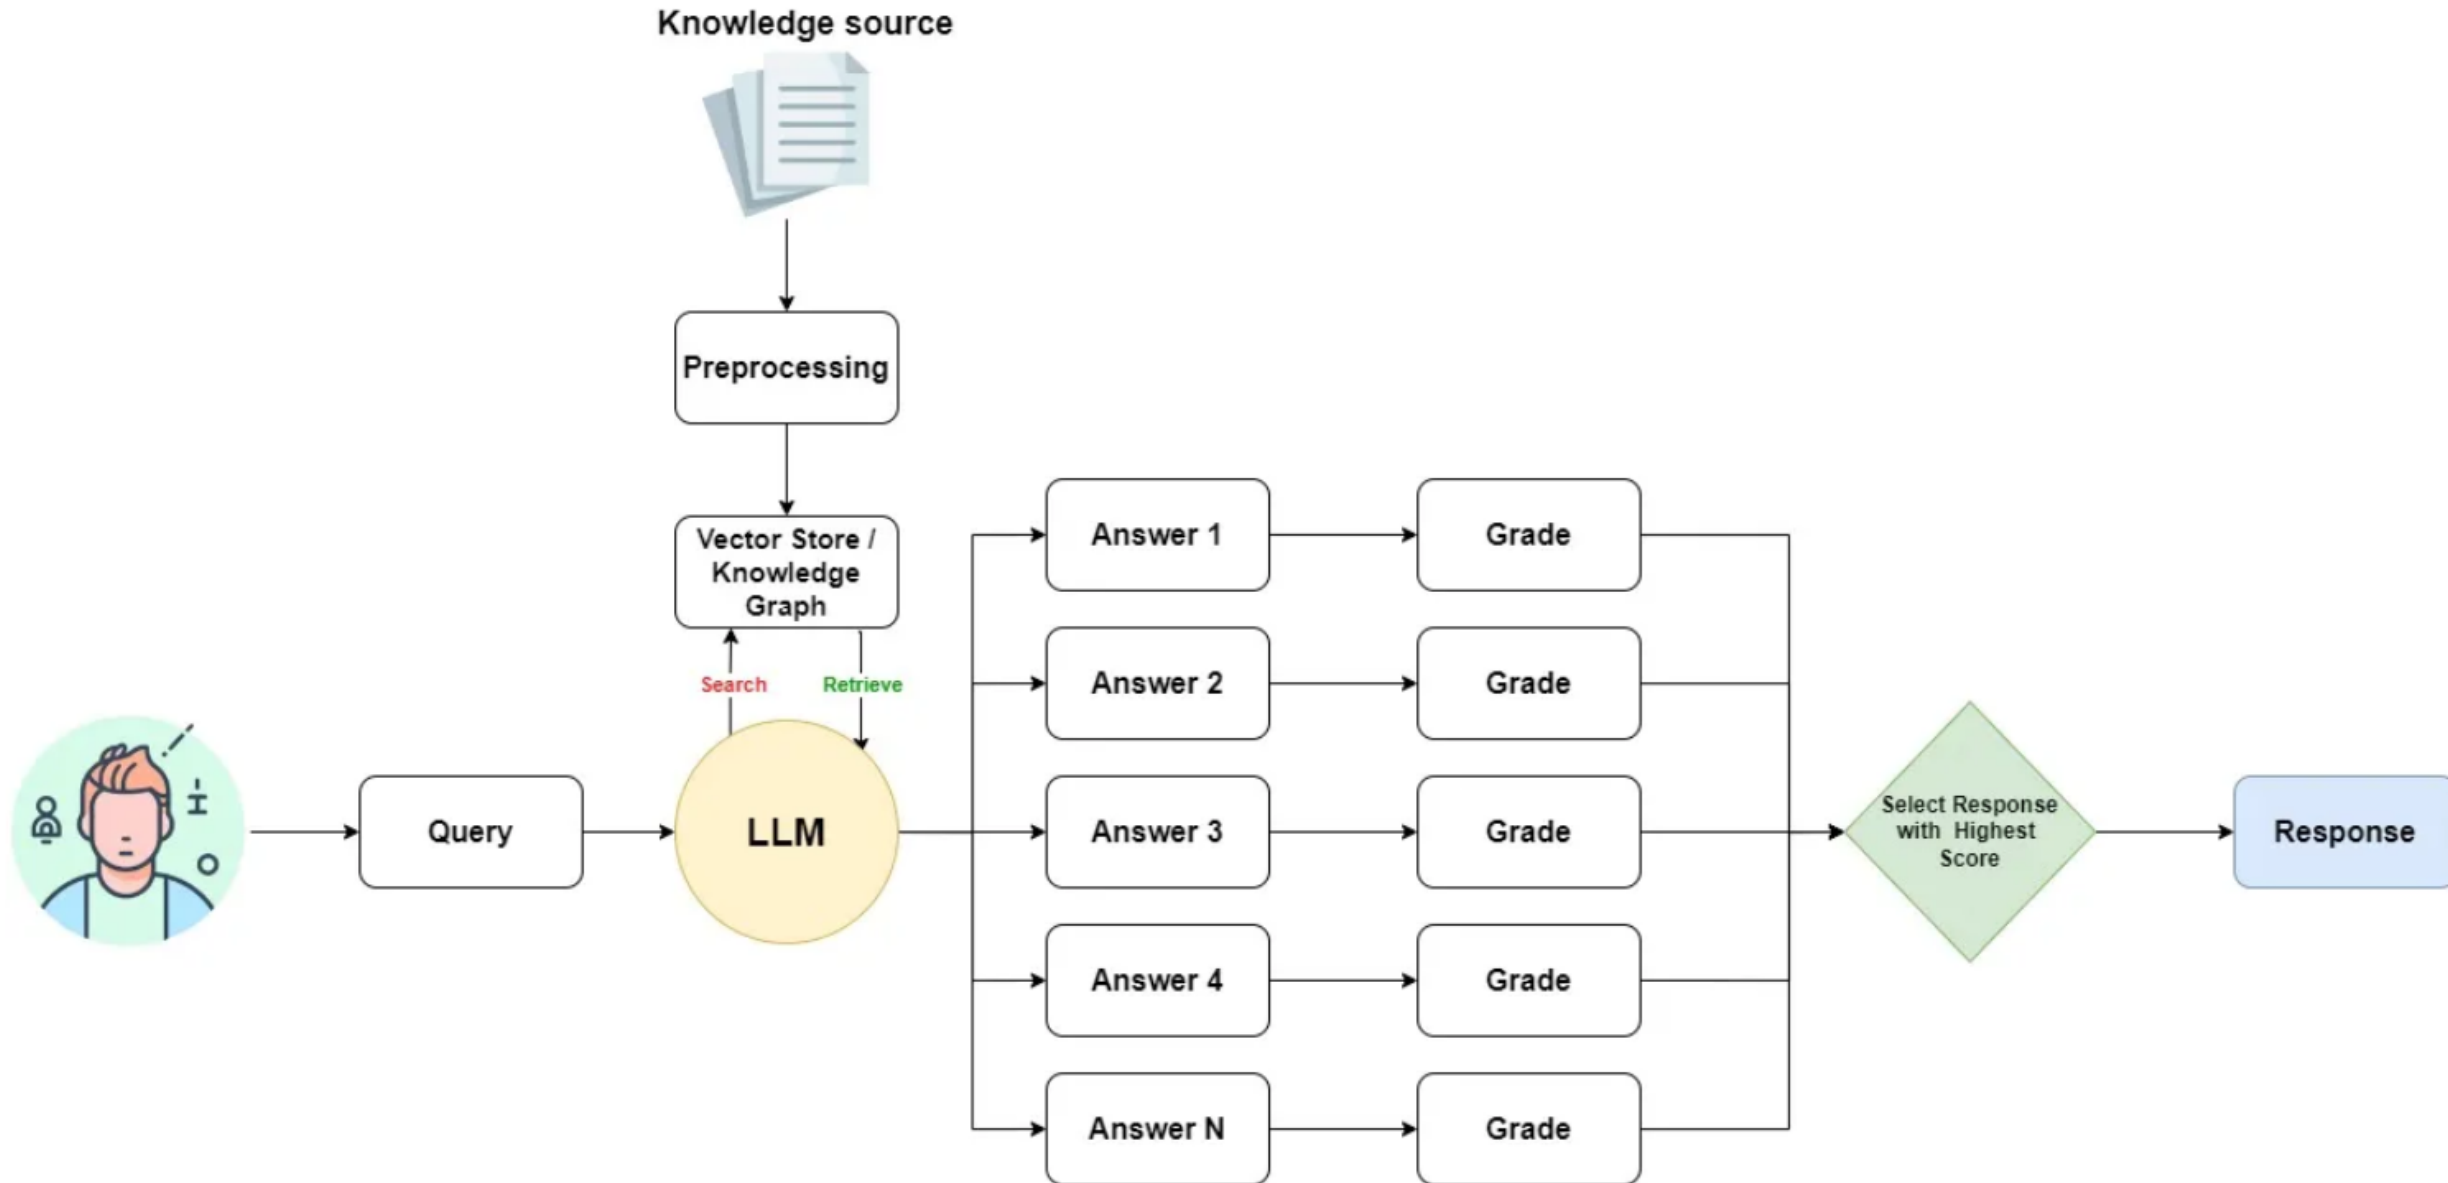 Knowledge source
Preprocessing
Vector Store /
Knowledge
Graph
Search
Retrieve
Query
LLM
Answer 1
Grade
Answer 2
Grade
Answer 3
Grade
Answer 4
Grade
Answer N
Grade
Select Response
with Highest
Score
Response